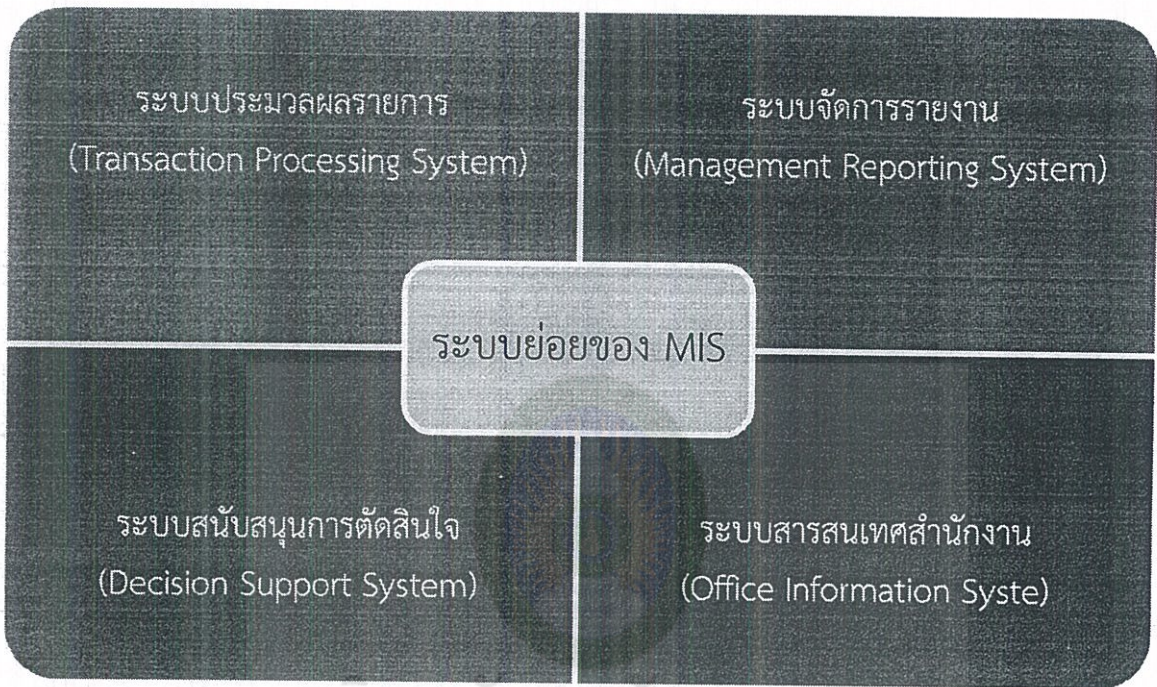 ระบบประมวลผลรายการ
(Transaction Processing System)
ระบบจัดการรายงาน
(Management Reporting System)
ระบบย่อยของ MIS
ระบบสนับสนุนการตัดสินใจ
(Decision Support System)
ระบบสารสนเทศสำนักงาน
(Office Information Syste)